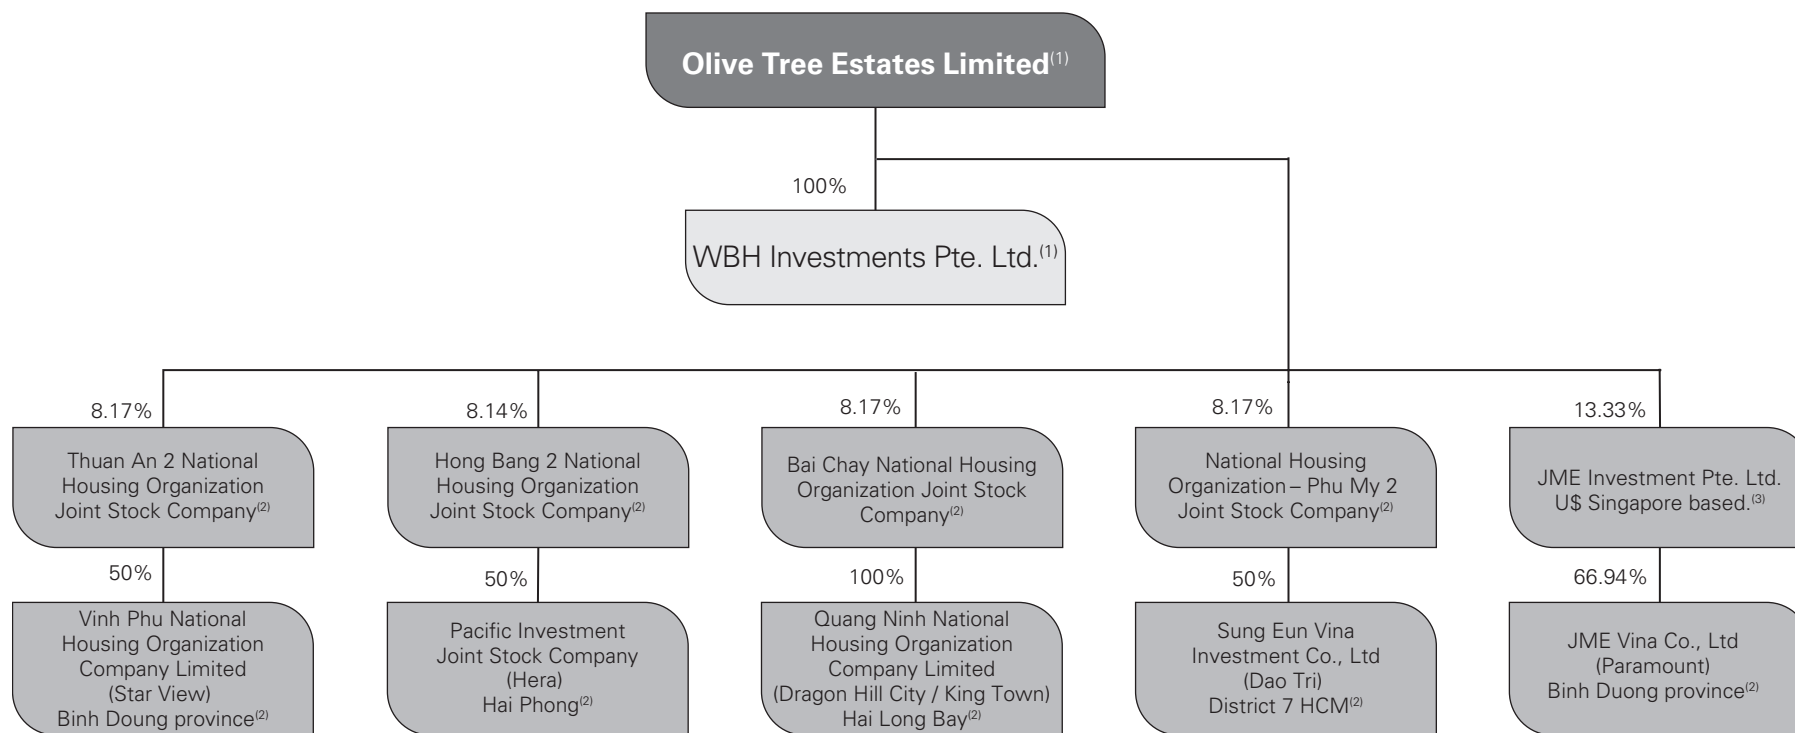 Olive Tree Estates Limited(1)
100%
WBH Investments Pte. Ltd.(1)
8.17%
8.14%
8.17%
8.17%
13.33%
Thuan An 2 National
Housing Organization
Joint Stock Company(2)
Hong Bang 2 National
Housing Organization
Joint Stock Company(2)
Bai Chay National Housing
Organization Joint Stock
Company(2)
National Housing
Organization – Phu My 2
Joint Stock Company(2)
JME Investment Pte. Ltd.
U$ Singapore based.(3)
50%
50%
100%
50%
66.94%
Vinh Phu National
Housing Organization
Company Limited
(Star View)
Binh Doung province(2)
Pacific Investment
Joint Stock Company
(Hera)
Hai Phong(2)
Quang Ninh National
Housing Organization
Company Limited
(Dragon Hill City / King Town)
Hai Long Bay(2)
Sung Eun Vina
Investment Co., Ltd
(Dao Tri)
District 7 HCM(2)
JME Vina Co., Ltd
(Paramount)
Binh Duong province(2)